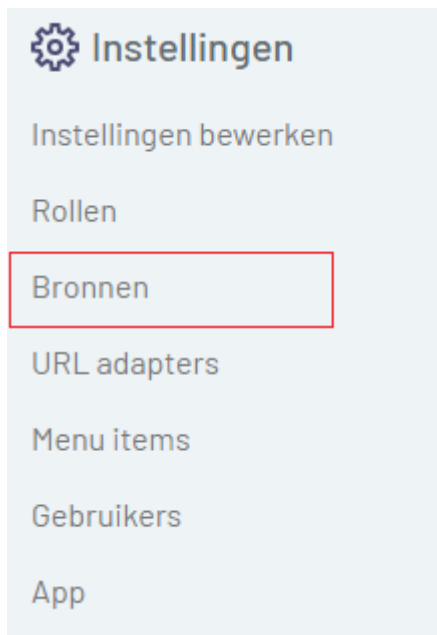 Instellingen
Instellingen bewerken
Rollen
Bronnen
URL adapters
Menu items
Gebruikers
App